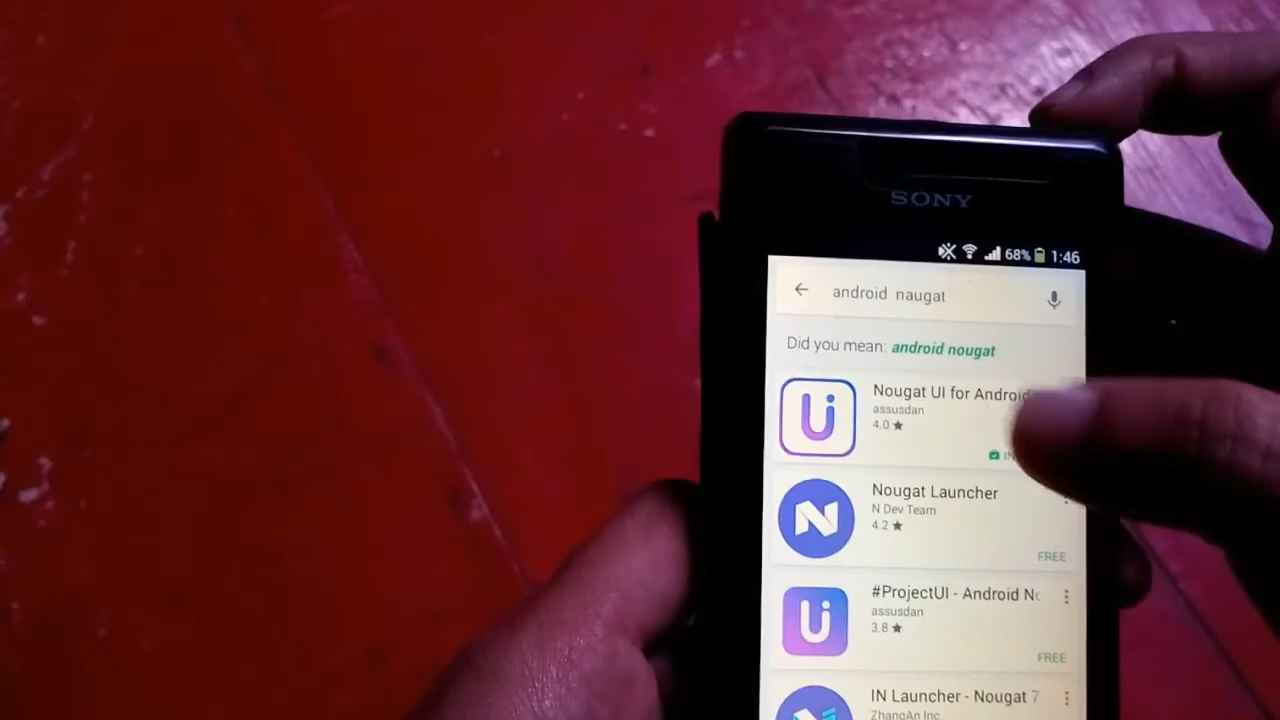 SONY
68% 1:46
android naugat
Did you mean: android nougat
Nougat UI for Android
assusdan
4.0 ★
Nougat Launcher
N Dev Team
4.2 ★
FREE
#ProjectUI - Android
assusdan
3.8 ★
FREE
IN Launcher - Nougat 7
ZhangAn Inc.